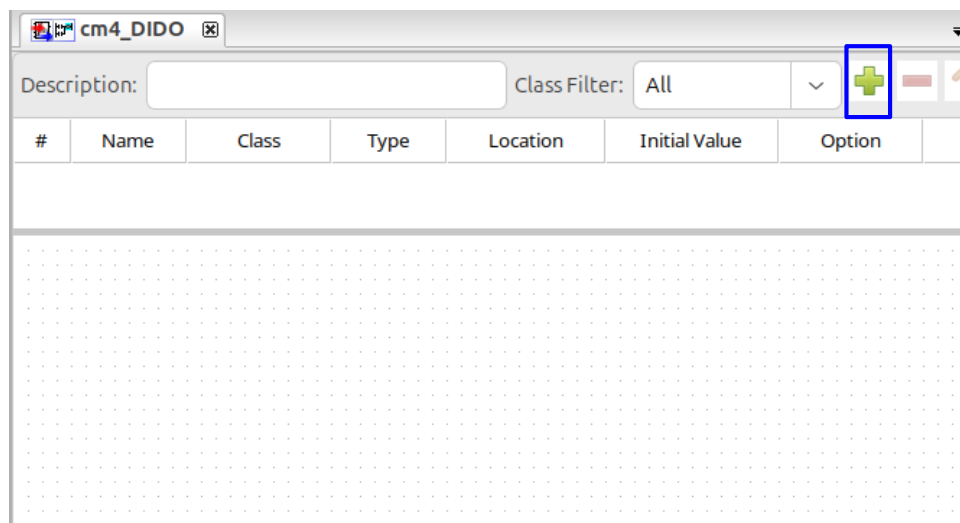 cm4_DIDO
Description: Class Filter: All
# Name Class Type Location Initial Value Option